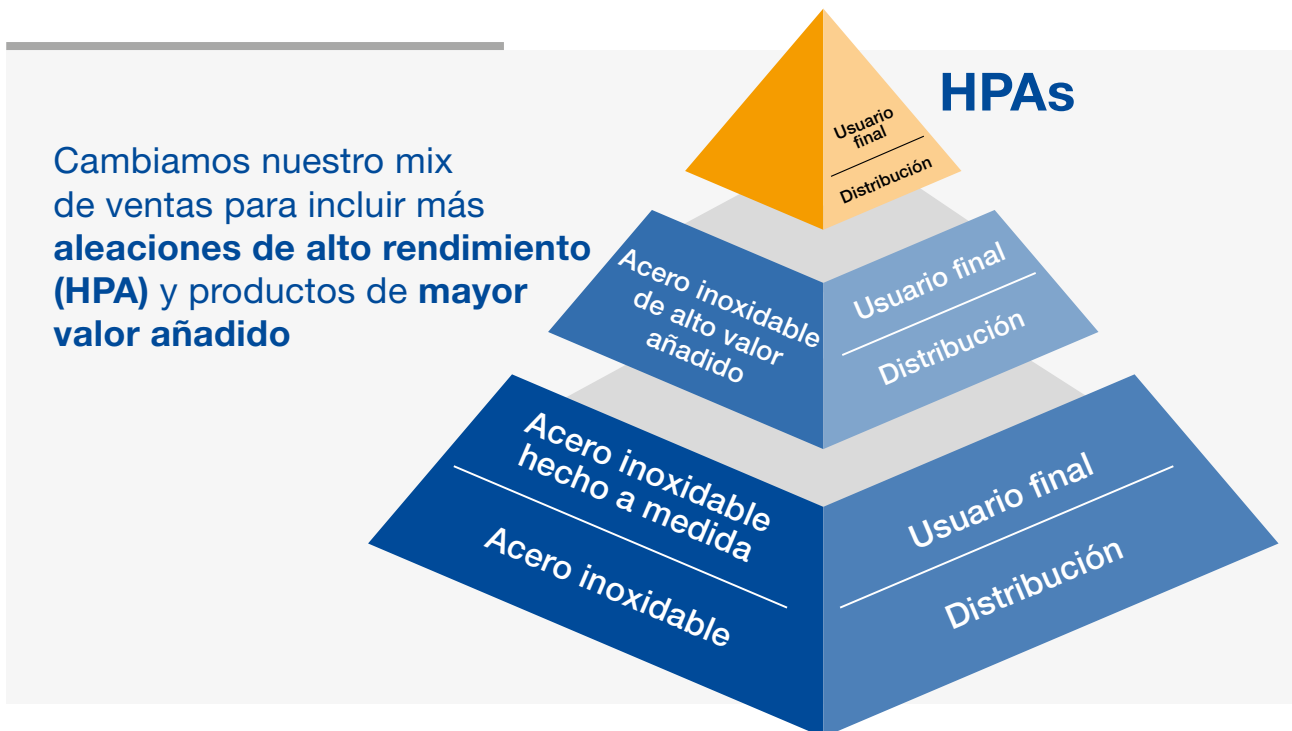 HPAs
Cambiamos nuestro mix
de ventas para incluir más
aleaciones de alto rendimiento
(HPA) y productos de mayor
valor añadido
Usuario
final
Distribución
Acero inoxidable
de alto valor
añadido
Usuario final
Distribución
Acero inoxidable
hecho a medida
Acero inoxidable
Usuario final
Distribución